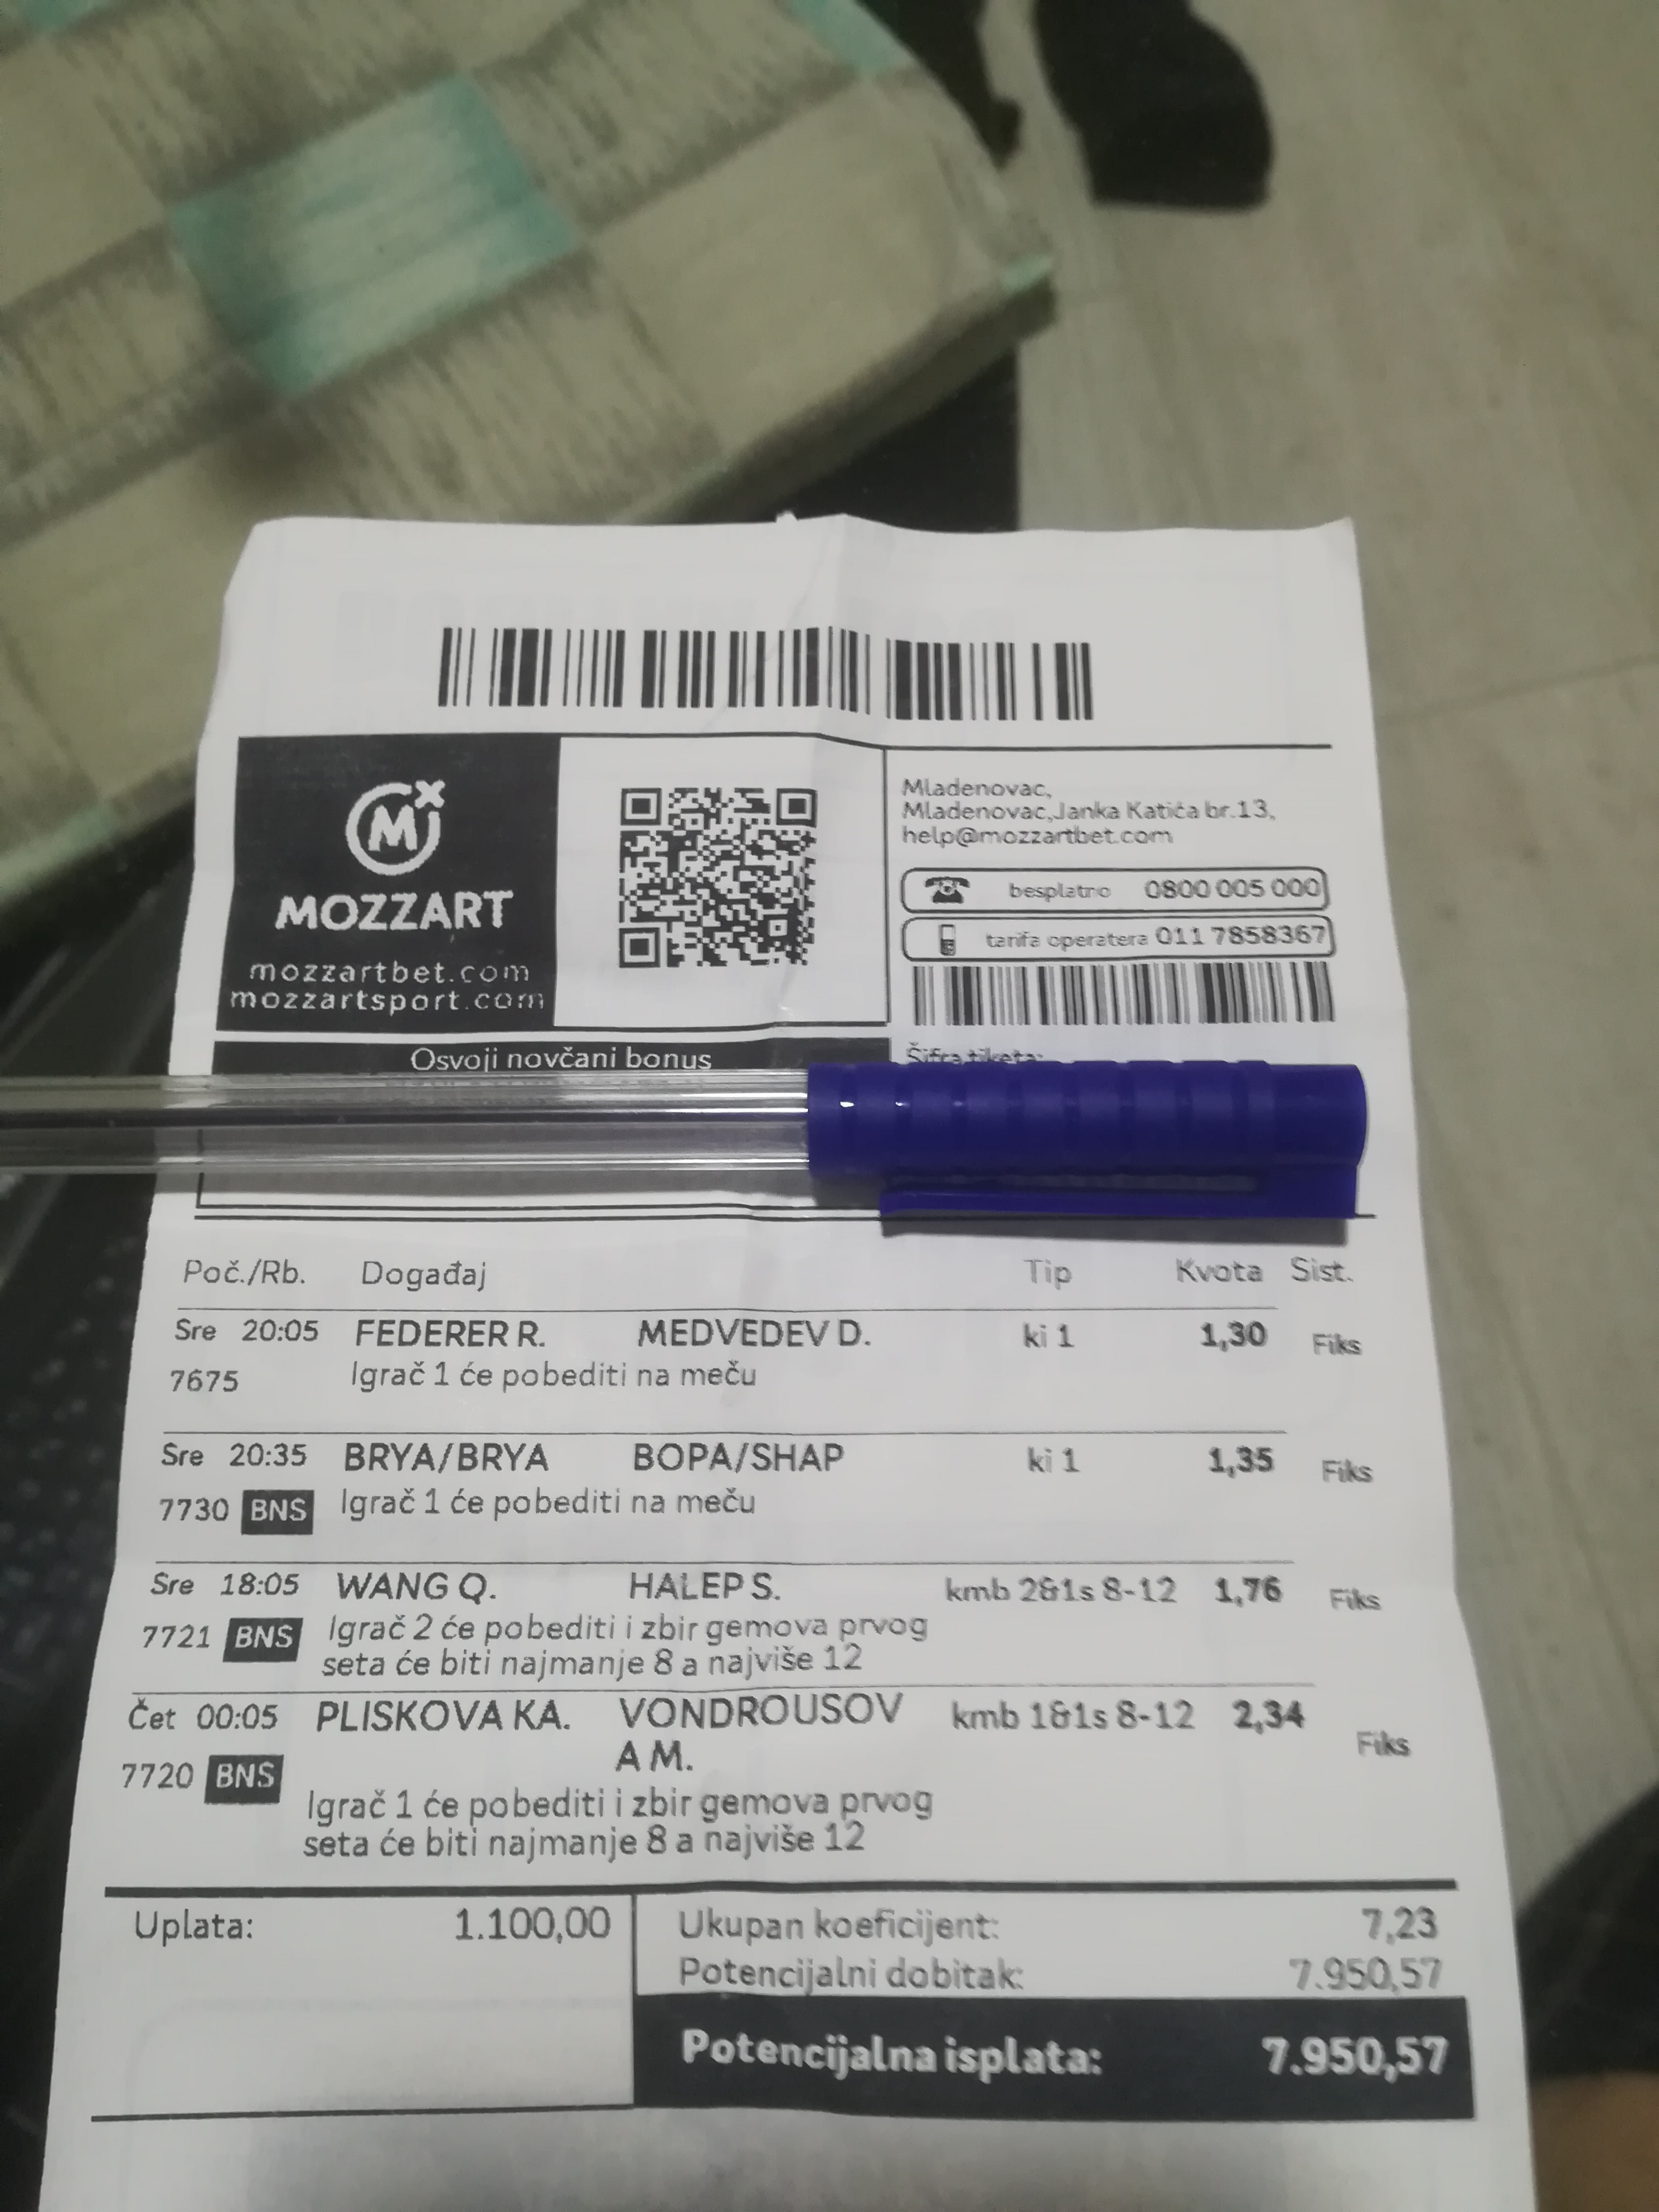 MOZZART
mozzartbet.com
mozzartsport.com
Mladenovac,
Mladenovac,Janka Katića br.13,
help@mozzartbet.com
besplatno 0800 005 000
tarifa operatera 011 7858367
Osvoji novčani bonus
Šifra tiketa:
Poč./Rb. Događaj Tip Kvota Sist.
Sre 20:05 FEDERER R. MEDVEDEV D. ki 1 1,30 Fiks
7675 Igrač 1 će pobediti na meču
Sre 20:35 BRYA/BRYA BOPA/SHAP ki 1 1,35 Fiks
7730 BNS Igrač 1 će pobediti na meču
Sre 18:05 WANG Q. HALEP S. kmb 2&1s 8-12 1,76 Fiks
7721 BNS Igrač 2 će pobediti i zbir gemova prvog
seta će biti najmanje 8 a najviše 12
Čet 00:05 PLISKOVA KA. VONDROUSOV kmb 1&1s 8-12 2,34 Fiks
A M.
7720 BNS
Igrač 1 će pobediti i zbir gemova prvog
seta će biti najmanje 8 a najviše 12
Uplata: 1.100,00
Ukupan koeficijent: 7,23
Potencijalni dobitak: 7.950,57
Potencijalna isplata: 7.950,57